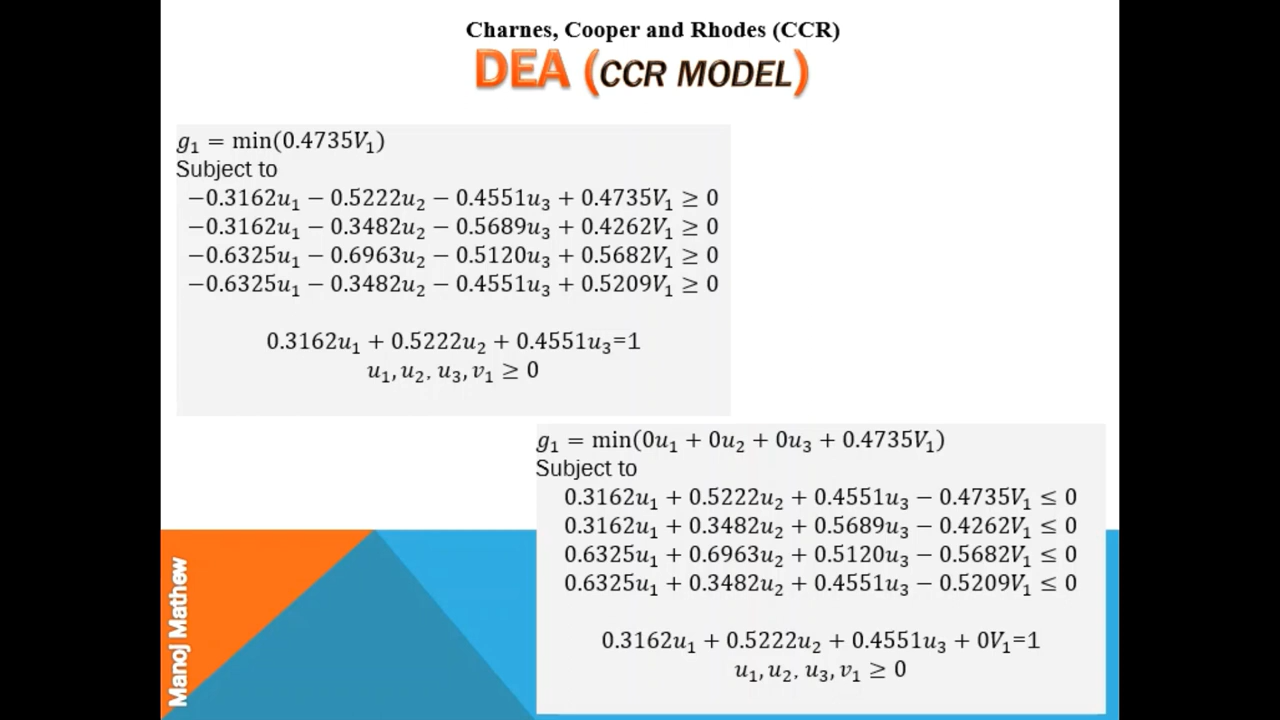 Charnes, Cooper and Rhodes (CCR)
DEA (CCR MODEL)
g₁ = min(0.4735V₁)
Subject to
−0.3162u₁ − 0.5222u₂ − 0.4551u₃ + 0.4735V₁ ≥ 0
−0.3162u₁ − 0.3482u₂ − 0.5689u₃ + 0.4262V₁ ≥ 0
−0.6325u₁ − 0.6963u₂ − 0.5120u₃ + 0.5682V₁ ≥ 0
−0.6325u₁ − 0.3482u₂ − 0.4551u₃ + 0.5209V₁ ≥ 0
0.3162u₁ + 0.5222u₂ + 0.4551u₃=1
u₁, u₂, u₃, v₁ ≥ 0
g₁ = min(0u₁ + 0u₂ + 0u₃ + 0.4735V₁)
Subject to
0.3162u₁ + 0.5222u₂ + 0.4551u₃ − 0.4735V₁ ≤ 0
0.3162u₁ + 0.3482u₂ + 0.5689u₃ − 0.4262V₁ ≤ 0
0.6325u₁ + 0.6963u₂ + 0.5120u₃ − 0.5682V₁ ≤ 0
0.6325u₁ + 0.3482u₂ + 0.4551u₃ − 0.5209V₁ ≤ 0
0.3162u₁ + 0.5222u₂ + 0.4551u₃ + 0V₁=1
u₁, u₂, u₃, v₁ ≥ 0
Manoj Mathew